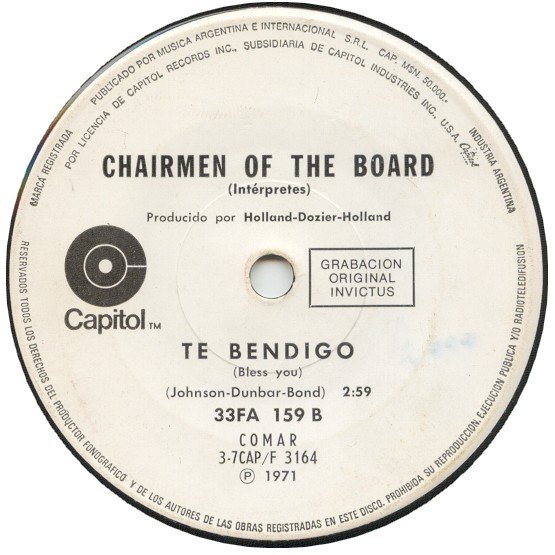 PUBLICADO POR MUSICA ARGENTINA E INTERNACIONAL S.R.L. CAP. MSN. 50.000.-
POR LICENCIA DE CAPITOL RECORDS INC., SUBSIDIARIA DE CAPITOL INDUSTRIES INC., U.S.A.
MARCA REGISTRADA
INDUSTRIA ARGENTINA
CHAIRMEN OF THE BOARD
(Intérpretes)
Producido por Holland-Dozier-Holland
Capitol TM
GRABACION
ORIGINAL
INVICTUS
TE BENDIGO
(Bless you)
(Johnson-Dunbar-Bond) 2:59
33FA 159 B
COMAR
3-7CAP/F 3164
Ⓟ 1971
RESERVADOS TODOS LOS DERECHOS DEL PRODUCTOR FONOGRAFICO Y DE LOS AUTORES DE LAS OBRAS REGISTRADAS EN ESTE DISCO. PROHIBIDA SU REPRODUCCION, EJECUCION PUBLICA Y/O RADIOTELEDIFUSION